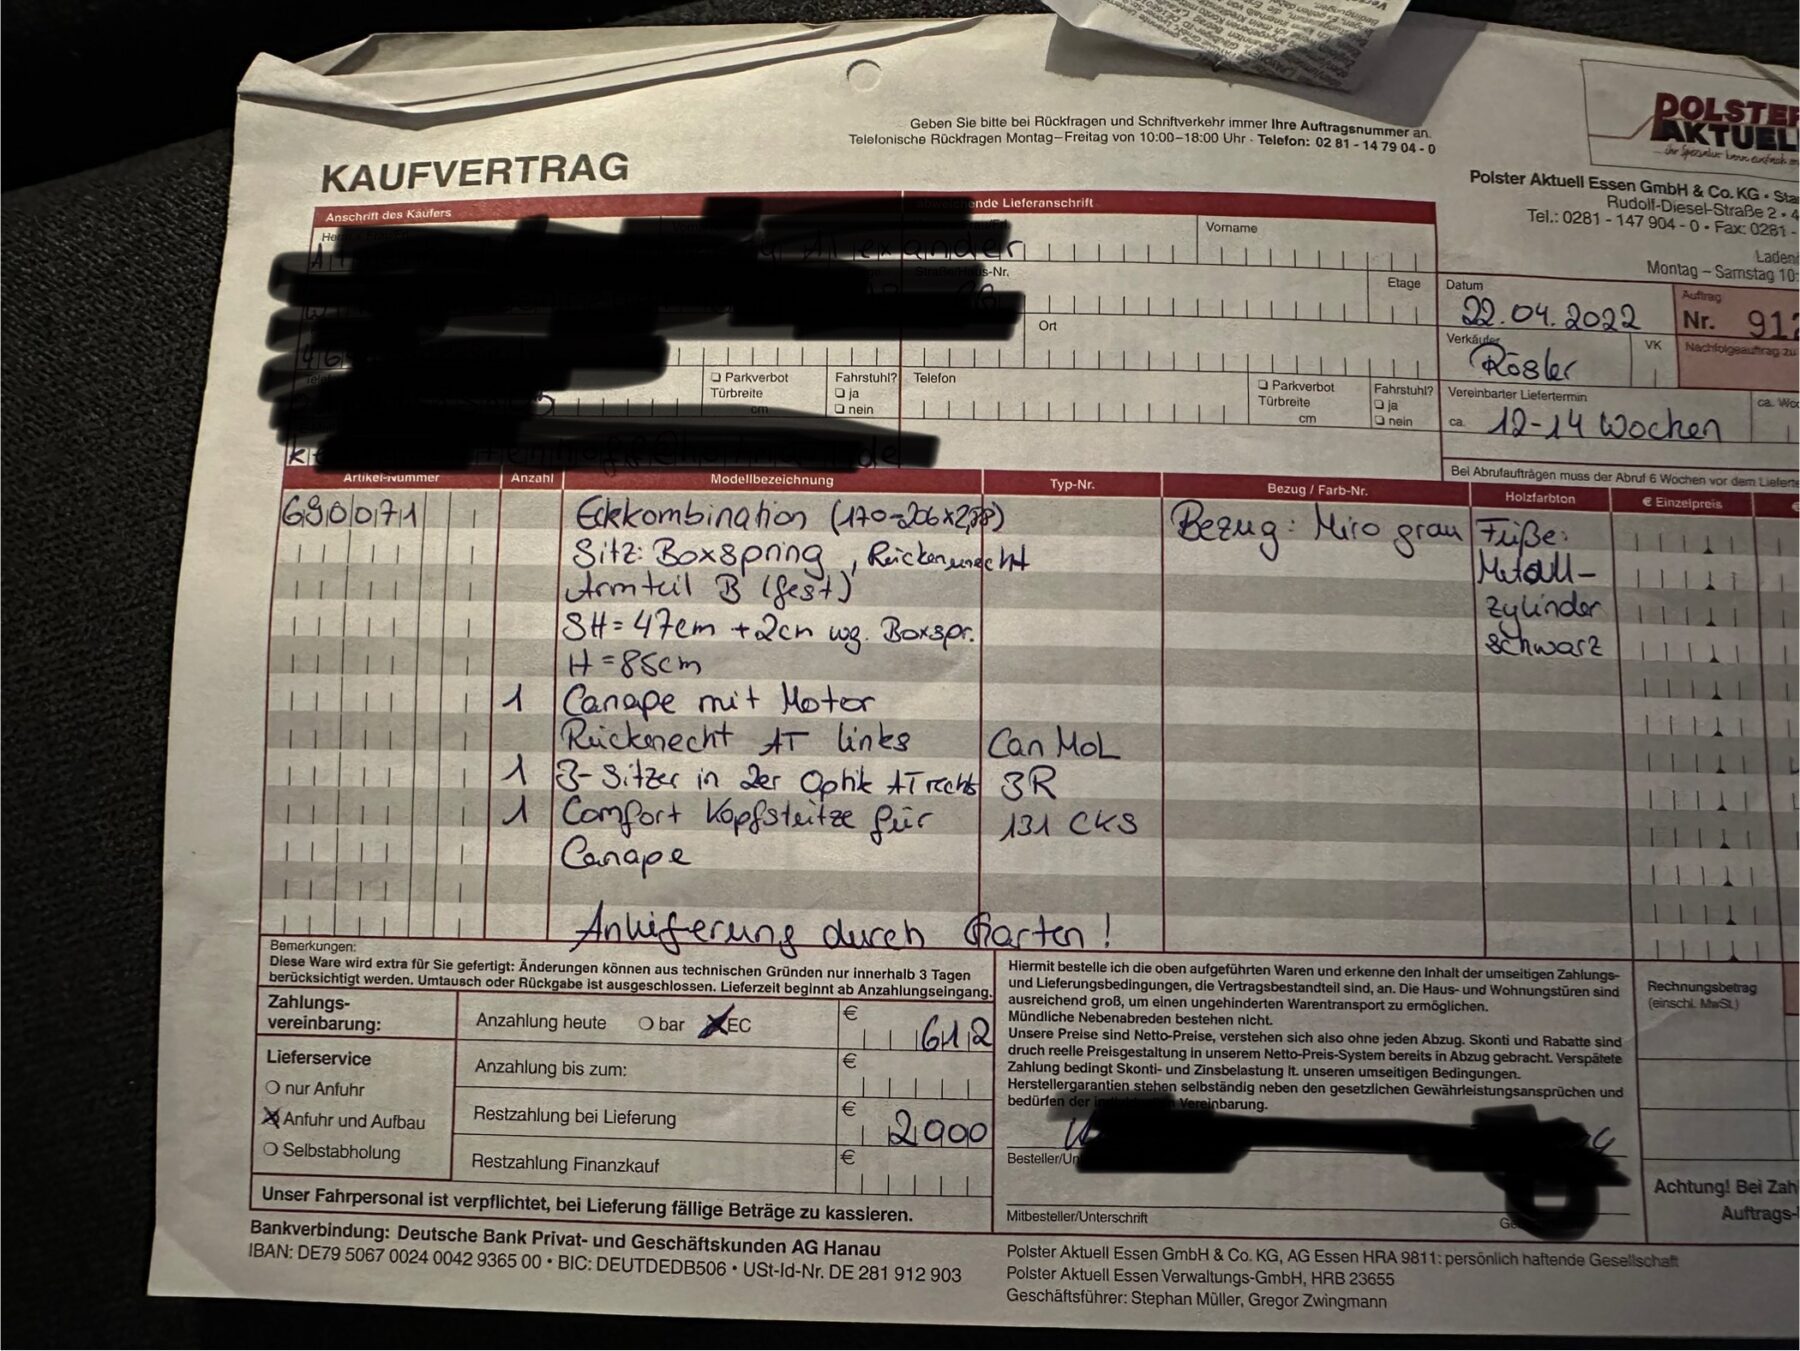 Geben Sie bitte bei Rückfragen und Schriftverkehr immer Ihre Auftragsnummer an.
Telefonische Rückfragen Montag–Freitag von 10:00–18:00 Uhr · Telefon: 02 81 - 14 79 04 - 0
POLSTER
AKTUELL
KAUFVERTRAG
Polster Aktuell Essen GmbH & Co. KG •
Rudolf-Diesel-Straße 2 •
Tel.: 0281 - 147 904 - 0 • Fax: 0281 -
Montag – Samstag 10:
Anschrift des Käufers
Lieferanschrift
Vorname
Etage
Ort
Datum
22.04.2022
Auftrag
Nr. 912
Verkäufer
Rösler
VK
Nachfolgeauftrag zu
❏ Parkverbot
Türbreite
cm
Fahrstuhl?
❏ ja
❏ nein
Telefon
❏ Parkverbot
Türbreite
cm
Fahrstuhl?
❏ ja
❏ nein
Vereinbarter Liefertermin
ca. 12-14 Wochen
Bei Abrufaufträgen muss der Abruf 6 Wochen vor dem
Artikel-Nummer Anzahl Modellbezeichnung Typ-Nr. Bezug / Farb-Nr. Holzfarbton € Einzelpreis
690071 Eckkombination Bezug: Miro grau Füße:
Sitz: Boxspring, Rückenunecht Metall-
Armteil B (fest) Zylinder
SH = 47cm + 2cm wg. Boxspr. schwarz
H = 85cm
1 Canape mit Motor
Rückenecht AT links CanMoL
1 3-Sitzer in 2er Optik AT rechts 3R
1 Comfort Kopfstütze für 131 CKS
Canape
Anlieferung durch Garten!
Bemerkungen:
Diese Ware wird extra für Sie gefertigt: Änderungen können aus technischen Gründen nur innerhalb 3 Tagen
berücksichtigt werden. Umtausch oder Rückgabe ist ausgeschlossen. Lieferzeit beginnt ab Anzahlungseingang.
Zahlungs-
vereinbarung:
Anzahlung heute ❍ bar EC € 612
Anzahlung bis zum: €
Restzahlung bei Lieferung € 2900
Restzahlung Finanzkauf €
Lieferservice
❍ nur Anfuhr
Anfuhr und Aufbau
❍ Selbstabholung
Unser Fahrpersonal ist verpflichtet, bei Lieferung fällige Beträge zu kassieren.
Hiermit bestelle ich die oben aufgeführten Waren und erkenne den Inhalt der umseitigen Zahlungs-
und Lieferungsbedingungen, die Vertragsbestandteil sind, an. Die Haus- und Wohnungstüren sind
ausreichend groß, um einen ungehinderten Warentransport zu ermöglichen.
Mündliche Nebenabreden bestehen nicht.
Unsere Preise sind Netto-Preise, verstehen sich also ohne jeden Abzug. Skonti und Rabatte sind
druch reelle Preisgestaltung in unserem Netto-Preis-System bereits in Abzug gebracht. Verspätete
Zahlung bedingt Skonti- und Zinsbelastung lt. unseren umseitigen Bedingungen.
Herstellergarantien stehen selbständig neben den gesetzlichen Gewährleistungsansprüchen und
bedürfen der Vereinbarung.
Mitbesteller/Unterschrift
Rechnungsbetrag
(einschl. MwSt.)
Achtung! Bei Zah
Auftrags-
Bankverbindung: Deutsche Bank Privat- und Geschäftskunden AG Hanau
IBAN: DE79 5067 0024 0042 9365 00 • BIC: DEUTDEDB506 • USt-Id-Nr. DE 281 912 903
Polster Aktuell Essen GmbH & Co. KG, AG Essen HRA 9811: persönlich haftende Gesellschaft
Polster Aktuell Essen Verwaltungs-GmbH, HRB 23655
Geschäftsführer: Stephan Müller, Gregor Zwingmann